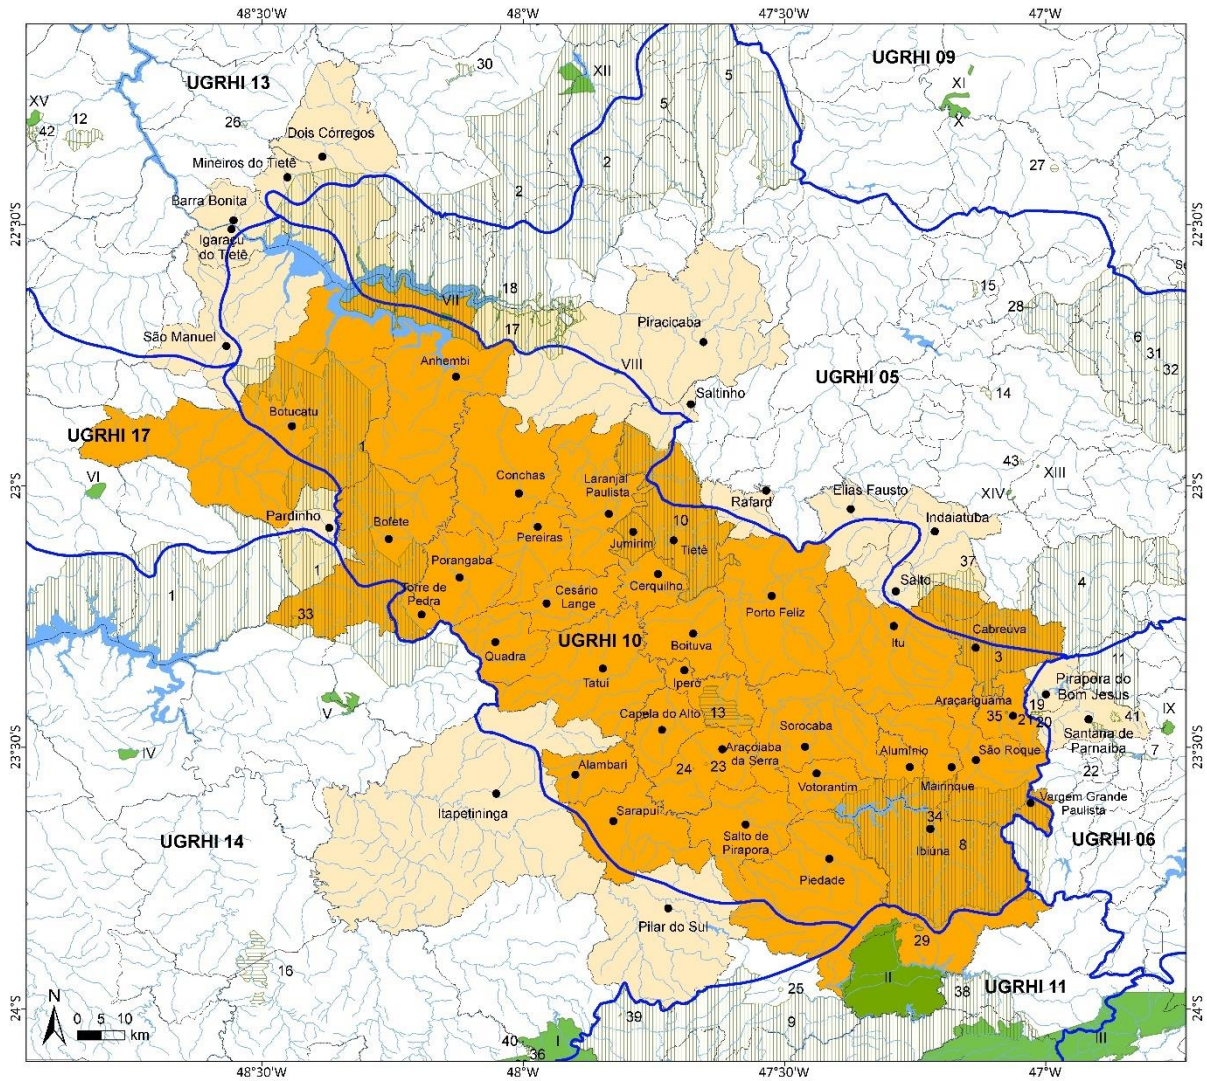 48°30'W
48°W
47°30'W
47°W
UGRHI 13
30
XII
5
UGRHI 09
XI
X
XV
42
12
26
Dois Córregos
5
2
27
Mineiros do Tietê
2
Barra Bonita
22°30'S
22°30'S
Igaraçu
do Tietê
18
15
28
VII
17
Piracicaba
6
31
32
São Manuel
Anhembi
VIII
UGRHI 05
Saltinho
14
Botucatu
1
UGRHI 17
VI
Conchas
Laranjal
Paulista
43
XIII
23°S
23°S
Rafard
Elias Fausto
XIV
Pardinho
Bofete
Pereiras
Jumirim
10
Tietê
Indaiatuba
37
1
1
Porangaba
Cerquilho
Salto
4
33
Torre de
Pedra
Cesário
Lange
Porto Feliz
Itu
Cabreúva
3
Quadra
UGRHI 10
Boituva
11
Tatuí
Iperó
Pirapora do
Bom Jesus
V
Capela do Alto
13
Araçariguama
35
21
19
20
41
IX
Sorocaba
Santana de
Parnaíba
7
IV
23°30'S
23°30'S
Alambari
24
23
Araçoiaba
da Serra
Alumínio
São Roque
22
Votorantim
Mairinque
Itapetininga
Vargem Grande
Paulista
Sarapuí
34
UGRHI 14
Salto de
Pirapora
Ibiúna
8
UGRHI 06
Piedade
Pilar do Sul
29
16
II
UGRHI 11
N
25
38
24°S
24°S
0 5 10
km
39
9
40
36
I
III
48°30'W
48°W
47°30'W
47°W